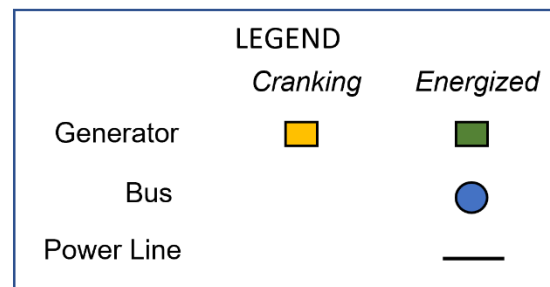 LEGEND
Cranking Energized
Generator
Bus
Power Line